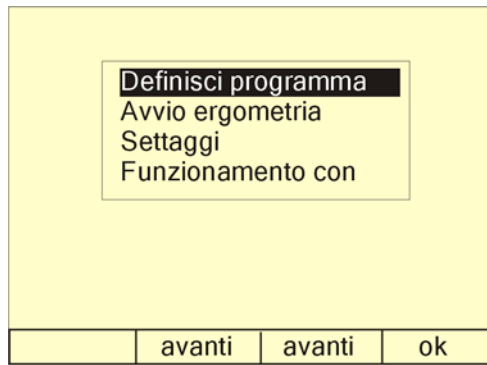 Definisci programma
Avvio ergometria
Settaggi
Funzionamento con
avanti avanti ok